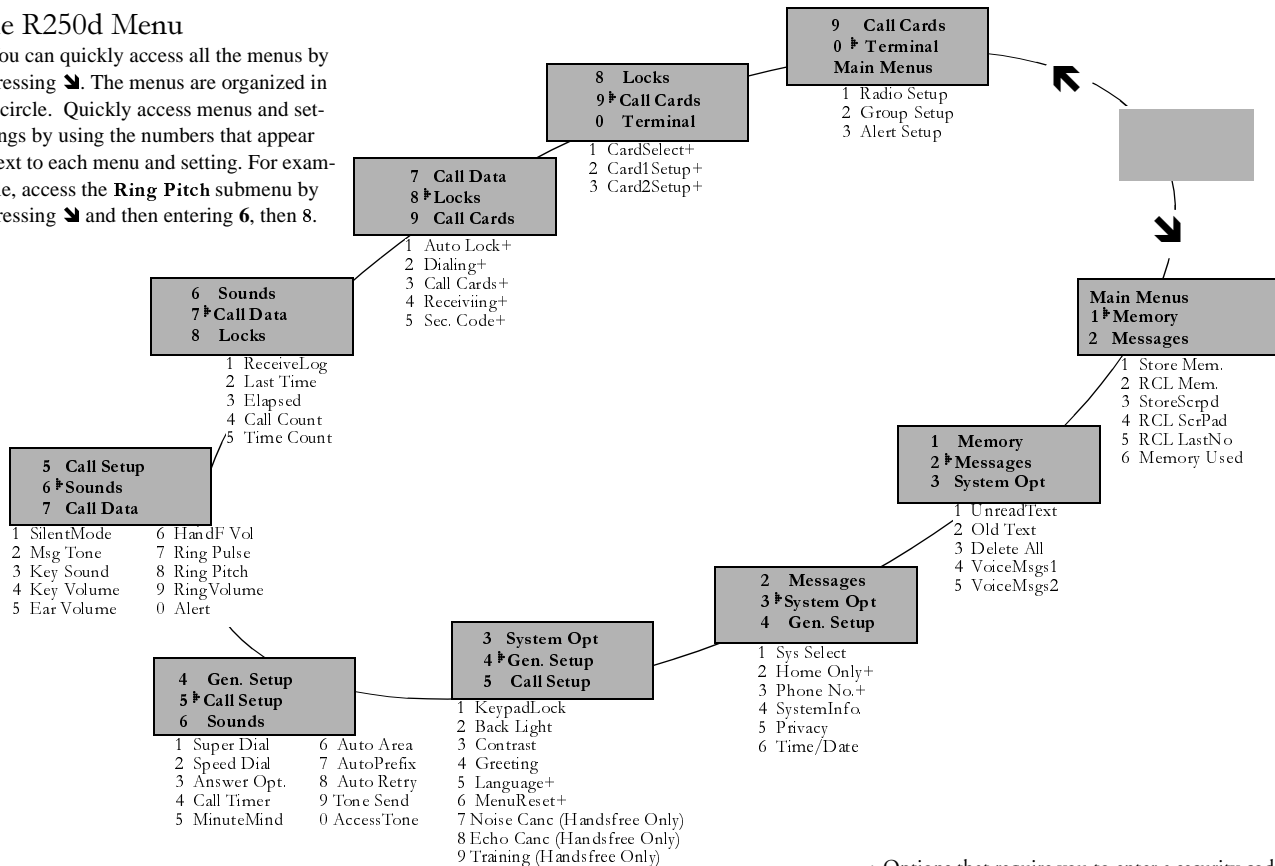 e R250d Menu
ou can quickly access all the menus by
ressing ⬊. The menus are organized in
circle. Quickly access menus and set-
ngs by using the numbers that appear
ext to each menu and setting. For exam-
le, access the Ring Pitch submenu by
ressing ⬊ and then entering 6, then 8.
9 Call Cards
0 Terminal
Main Menus
1 Radio Setup
2 Group Setup
3 Alert Setup
8 Locks
9 Call Cards
0 Terminal
1 CardSelect+
2 Card1Setup+
3 Card2Setup+
7 Call Data
8 Locks
9 Call Cards
1 Auto Lock+
2 Dialing+
3 Call Cards+
4 Receiving+
5 Sec. Code+
6 Sounds
7 Call Data
8 Locks
1 ReceiveLog
2 Last Time
3 Elapsed
4 Call Count
5 Time Count
5 Call Setup
6 Sounds
7 Call Data
1 SilentMode
2 Msg Tone
3 Key Sound
4 Key Volume
5 Ear Volume
6 HandF Vol
7 Ring Pulse
8 Ring Pitch
9 RingVolume
0 Alert
4 Gen. Setup
5 Call Setup
6 Sounds
1 Super Dial
2 Speed Dial
3 Answer Opt.
4 Call Timer
5 MinuteMind
6 Auto Area
7 AutoPrefix
8 Auto Retry
9 Tone Send
0 AccessTone
3 System Opt
4 Gen. Setup
5 Call Setup
1 KeypadLock
2 Back Light
3 Contrast
4 Greeting
5 Language+
6 MenuReset+
7 Noise Canc (Handsfree Only)
8 Echo Canc (Handsfree Only)
9 Training (Handsfree Only)
2 Messages
3 System Opt
4 Gen. Setup
1 Sys Select
2 Home Only+
3 Phone No.+
4 SystemInfo.
5 Privacy
6 Time/Date
1 Memory
2 Messages
3 System Opt
1 UnreadText
2 Old Text
3 Delete All
4 VoiceMsgs1
5 VoiceMsgs2
Main Menus
1 Memory
2 Messages
1 Store Mem.
2 RCL Mem.
3 StoreScrpd
4 RCL ScrPad
5 RCL LastNo
6 Memory Used
Options that require you to enter a security cod